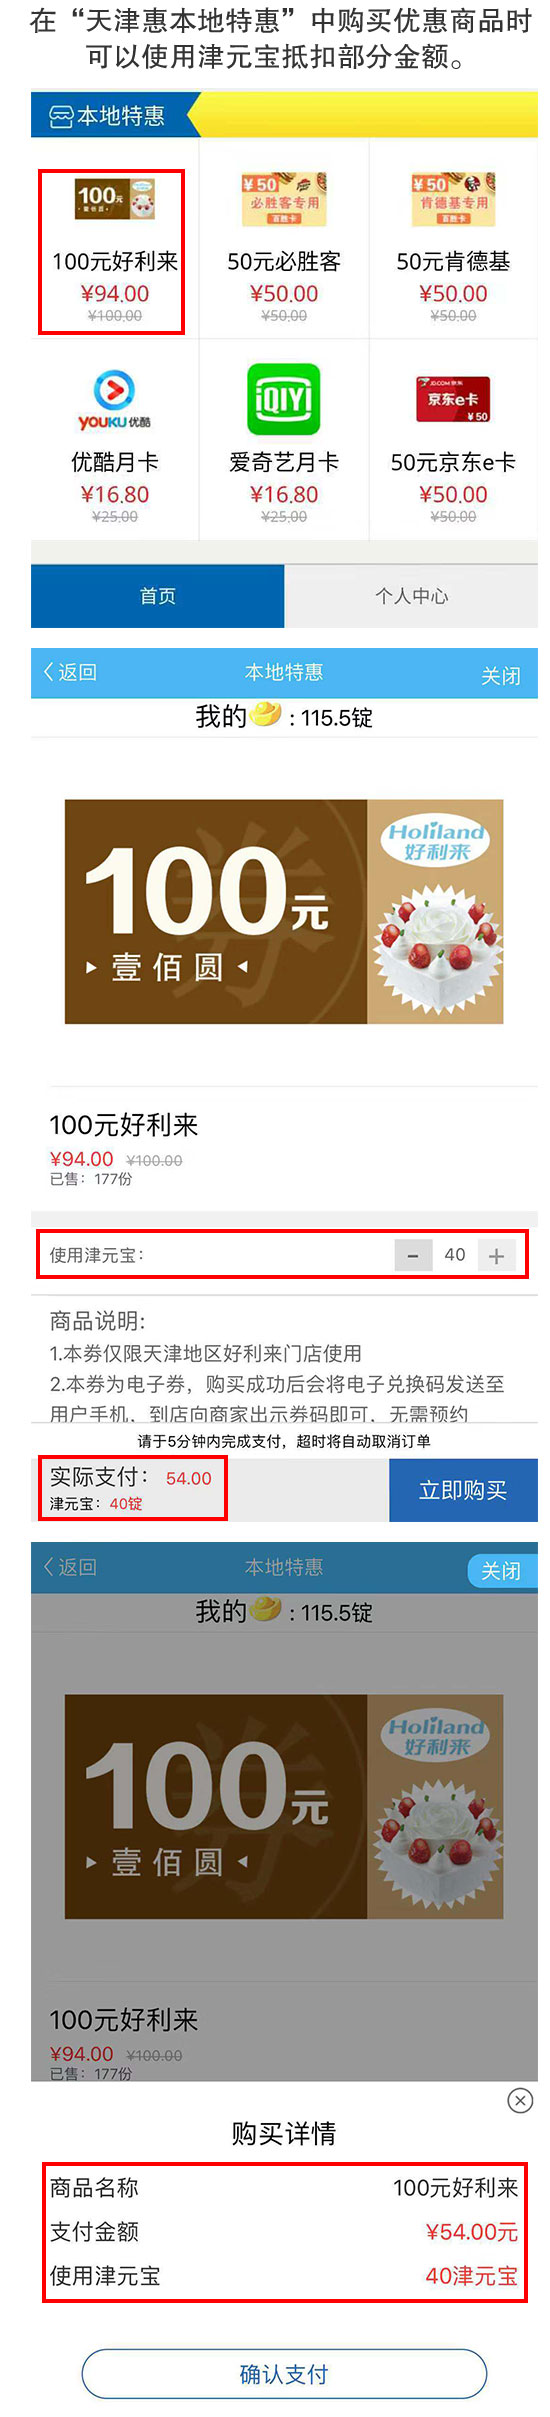 在“天津惠本地特惠”中购买优惠商品时
可以使用津元宝抵扣部分金额。
本地特惠
100元
壹佰圆
¥50
必胜客专用
百胜卡
¥50
肯德基专用
百胜卡
100元好利来
50元必胜客
50元肯德基
¥94.00
¥50.00
¥50.00
¥100.00
¥50.00
¥50.00
YOUKU优酷
iQIYI
JD.COM 京东
京东e卡
¥50
优酷月卡
爱奇艺月卡
50元京东e卡
¥16.80
¥16.80
¥50.00
¥25.00
¥25.00
¥50.00
首页
个人中心
返回
本地特惠
关闭
我的:115.5锭
券
100元
壹佰圆
Holiland
好利来
100元好利来
¥94.00 ¥100.00
已售：177份
使用津元宝：
- 40 +
商品说明:
1.本券仅限天津地区好利来门店使用
2.本券为电子券，购买成功后会将电子兑换码发送至
用户手机，到店向商家出示券码即可，无需预约
请于5分钟内完成支付，超时将自动取消订单
实际支付： 54.00
津元宝：40锭
立即购买
返回
本地特惠
关闭
我的:115.5锭
券
100元
壹佰圆
Holiland
好利来
100元好利来
¥94.00 ¥100.00
已售：177份
购买详情
商品名称 100元好利来
支付金额 ¥54.00元
使用津元宝 40津元宝
确认支付